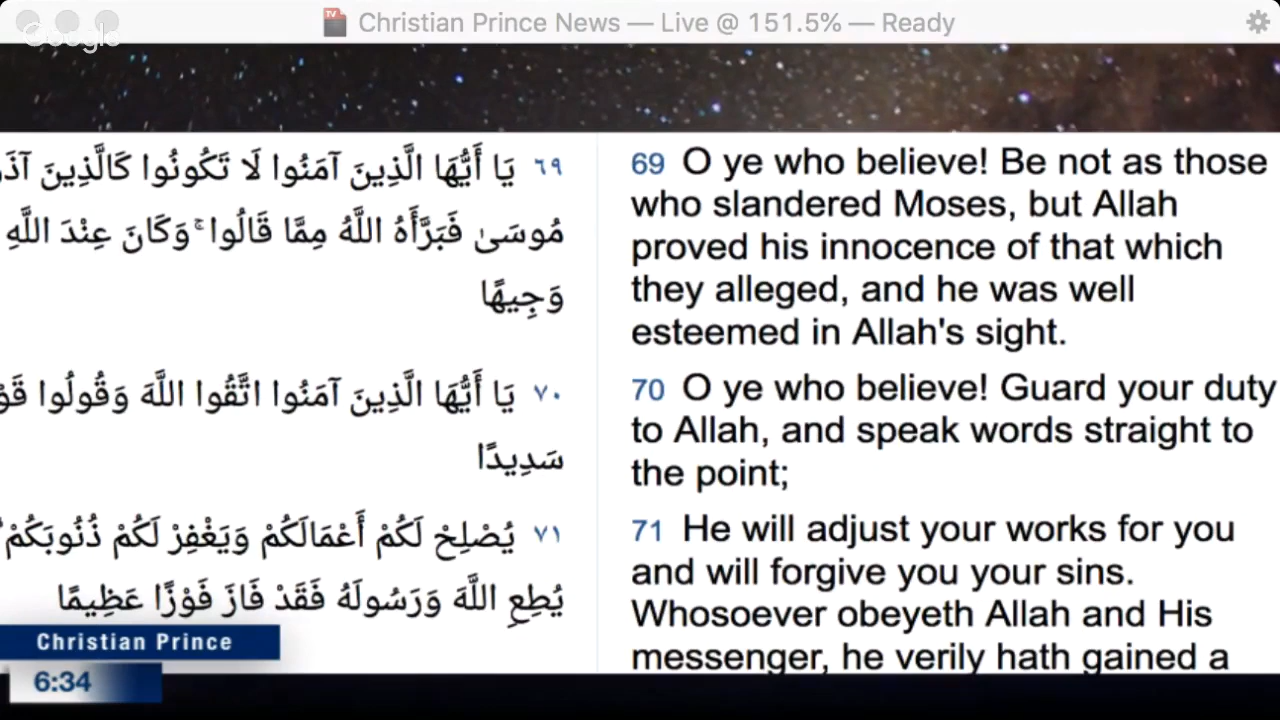 Christian Prince News — Live @ 151.5% — Ready
Google
TV
٦٩ يَا أَيُّهَا الَّذِينَ آمَنُوا لَا تَكُونُوا كَالَّذِينَ
مُوسَىٰ فَبَرَّأَهُ اللَّهُ مِمَّا قَالُوا ۚ وَكَانَ عِنْدَ اللَّهِ
وَجِيهًا
٧٠ يَا أَيُّهَا الَّذِينَ آمَنُوا اتَّقُوا اللَّهَ وَقُولُوا
سَدِيدًا
٧١ يُصْلِحْ لَكُمْ أَعْمَالَكُمْ وَيَغْفِرْ لَكُمْ ذُنُوبَكُمْ
يُطِعِ اللَّهَ وَرَسُولَهُ فَقَدْ فَازَ فَوْزًا عَظِيمًا
69 O ye who believe! Be not as those
who slandered Moses, but Allah
proved his innocence of that which
they alleged, and he was well
esteemed in Allah's sight.
70 O ye who believe! Guard your duty
to Allah, and speak words straight to
the point;
71 He will adjust your works for you
and will forgive you your sins.
Whosoever obeyeth Allah and His
messenger, he verily hath gained a
Christian Prince
6:34